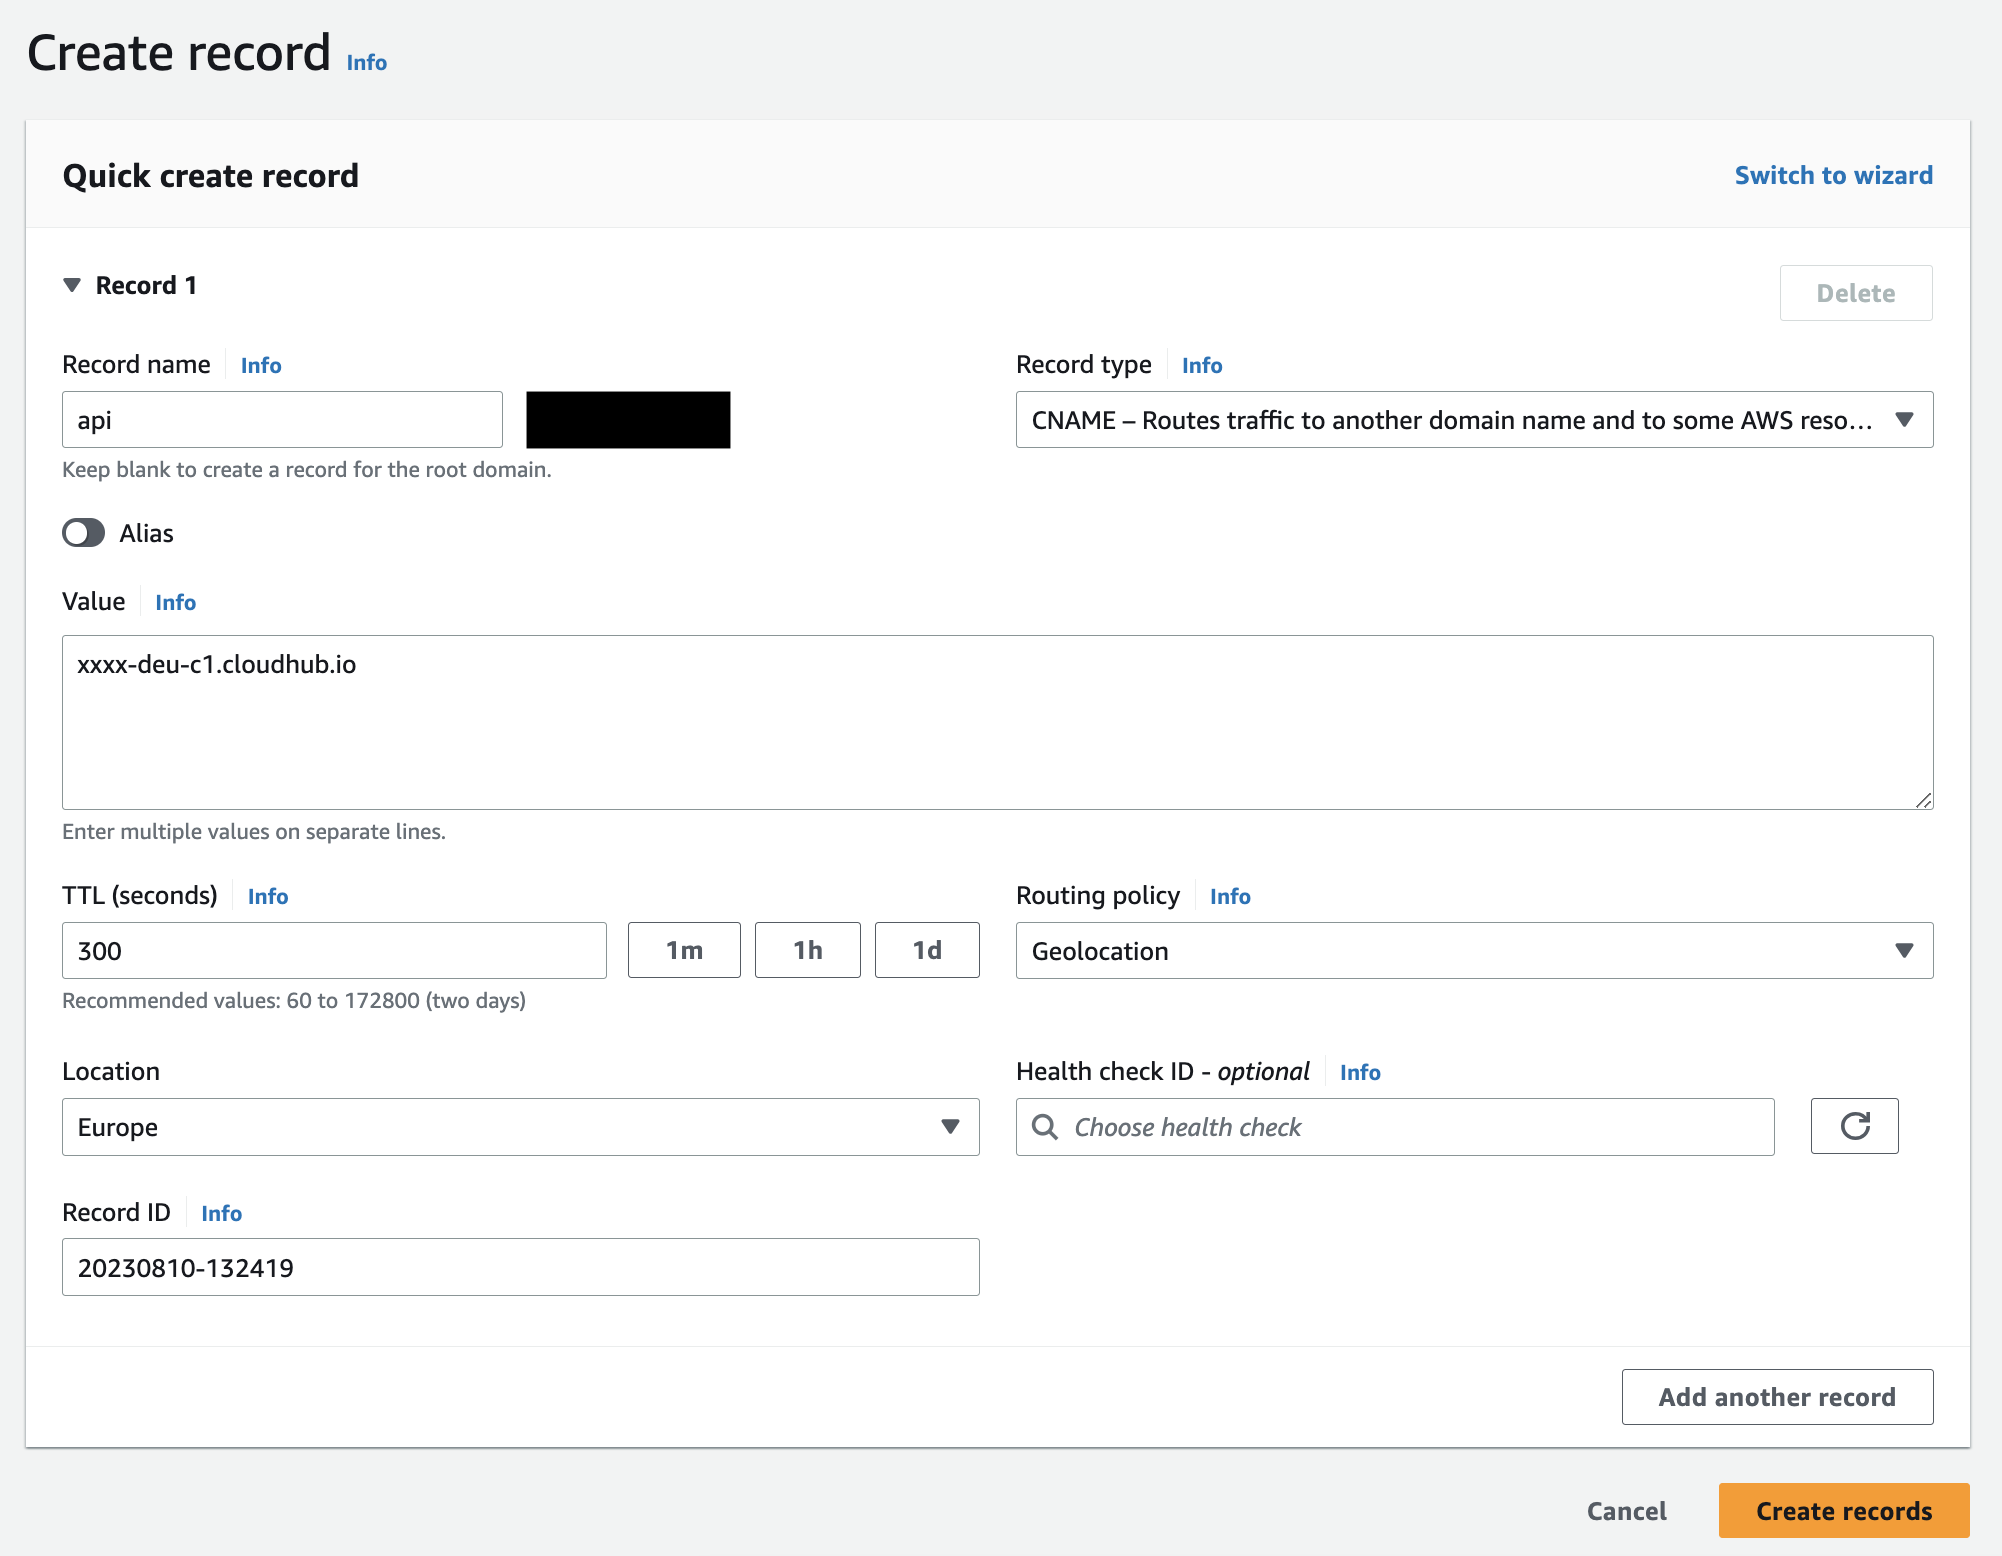 Create record Info
Quick create record
Switch to wizard
Record 1
Delete
Record name Info
api
Keep blank to create a record for the root domain.
Record type Info
CNAME – Routes traffic to another domain name and to some AWS reso...
Alias
Value Info
xxxx-deu-c1.cloudhub.io
Enter multiple values on separate lines.
TTL (seconds) Info
300
1m
1h
1d
Recommended values: 60 to 172800 (two days)
Routing policy Info
Geolocation
Location
Europe
Health check ID - optional Info
Choose health check
Record ID Info
20230810-132419
Add another record
Cancel
Create records